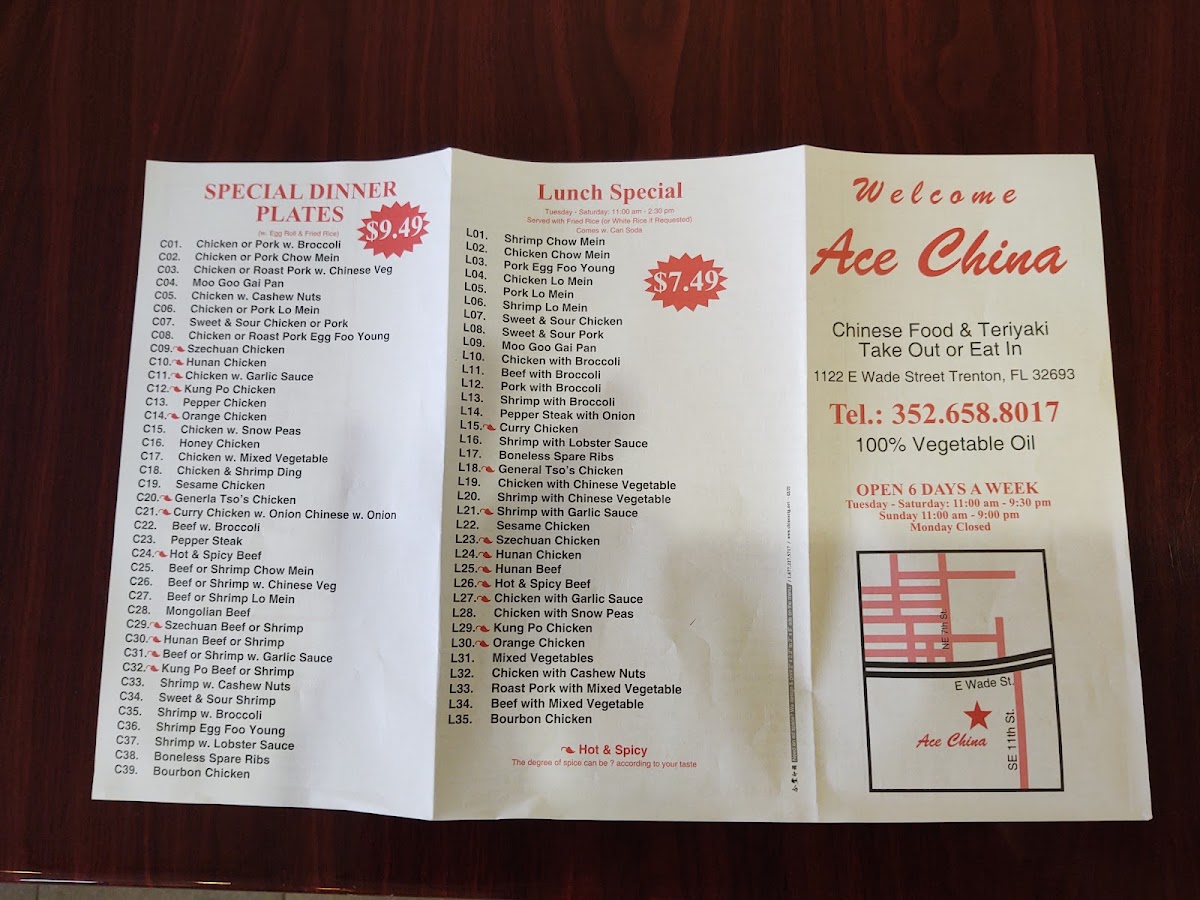 SPECIAL DINNER
PLATES
(w. Egg Roll & Fried Rice)
$9.49
C01. Chicken or Pork w. Broccoli
C02. Chicken or Pork Chow Mein
C03. Chicken or Roast Pork w. Chinese Veg
C04. Moo Goo Gai Pan
C05. Chicken w. Cashew Nuts
C06. Chicken or Pork Lo Mein
C07. Sweet & Sour Chicken or Pork
C08. Chicken or Roast Pork Egg Foo Young
C09. Szechuan Chicken
C10. Hunan Chicken
C11. Chicken w. Garlic Sauce
C12. Kung Po Chicken
C13. Pepper Chicken
C14. Orange Chicken
C15. Chicken w. Snow Peas
C16. Honey Chicken
C17. Chicken w. Mixed Vegetable
C18. Chicken & Shrimp Ding
C19. Sesame Chicken
C20. Generla Tso's Chicken
C21. Curry Chicken w. Onion Chinese w. Onion
C22. Beef w. Broccoli
C23. Pepper Steak
C24. Hot & Spicy Beef
C25. Beef or Shrimp Chow Mein
C26. Beef or Shrimp w. Chinese Veg
C27. Beef or Shrimp Lo Mein
C28. Mongolian Beef
C29. Szechuan Beef or Shrimp
C30. Hunan Beef or Shrimp
C31. Beef or Shrimp w. Garlic Sauce
C32. Kung Po Beef or Shrimp
C33. Shrimp w. Cashew Nuts
C34. Sweet & Sour Shrimp
C35. Shrimp w. Broccoli
C36. Shrimp Egg Foo Young
C37. Shrimp w. Lobster Sauce
C38. Boneless Spare Ribs
C39. Bourbon Chicken
Lunch Special
Tuesday - Saturday: 11:00 am - 2:30 pm
Served with Fried Rice (or White Rice if Requested)
Comes w. Can Soda
$7.49
L01. Shrimp Chow Mein
L02. Chicken Chow Mein
L03. Pork Egg Foo Young
L04. Chicken Lo Mein
L05. Pork Lo Mein
L06. Shrimp Lo Mein
L07. Sweet & Sour Chicken
L08. Sweet & Sour Pork
L09. Moo Goo Gai Pan
L10. Chicken with Broccoli
L11. Beef with Broccoli
L12. Pork with Broccoli
L13. Shrimp with Broccoli
L14. Pepper Steak with Onion
L15. Curry Chicken
L16. Shrimp with Lobster Sauce
L17. Boneless Spare Ribs
L18. General Tso's Chicken
L19. Chicken with Chinese Vegetable
L20. Shrimp with Chinese Vegetable
L21. Shrimp with Garlic Sauce
L22. Sesame Chicken
L23. Szechuan Chicken
L24. Hunan Chicken
L25. Hunan Beef
L26. Hot & Spicy Beef
L27. Chicken with Garlic Sauce
L28. Chicken with Snow Peas
L29. Kung Po Chicken
L30. Orange Chicken
L31. Mixed Vegetables
L32. Chicken with Cashew Nuts
L33. Roast Pork with Mixed Vegetable
L34. Beef with Mixed Vegetable
L35. Bourbon Chicken
Hot & Spicy
The degree of spice can be ? according to your taste
Welcome
Ace China
Chinese Food & Teriyaki
Take Out or Eat In
1122 E Wade Street Trenton, FL 32693
Tel.: 352.658.8017
100% Vegetable Oil
OPEN 6 DAYS A WEEK
Tuesday - Saturday: 11:00 am - 9:30 pm
Sunday 11:00 am - 9:00 pm
Monday Closed
NE 7th St.
E Wade St.
Ace China
SE 11th St.